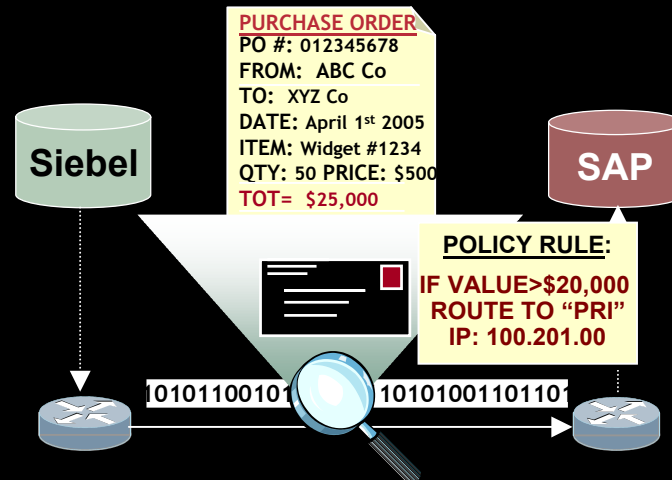 PURCHASE ORDER
PO #: 012345678
FROM: ABC Co
TO: XYZ Co
DATE: April 1st 2005
ITEM: Widget #1234
QTY: 50 PRICE: $500
TOT= $25,000
Siebel
SAP
POLICY RULE:
IF VALUE>$20,000
ROUTE TO “PRI”
IP: 100.201.00
10101100101
10101001101101